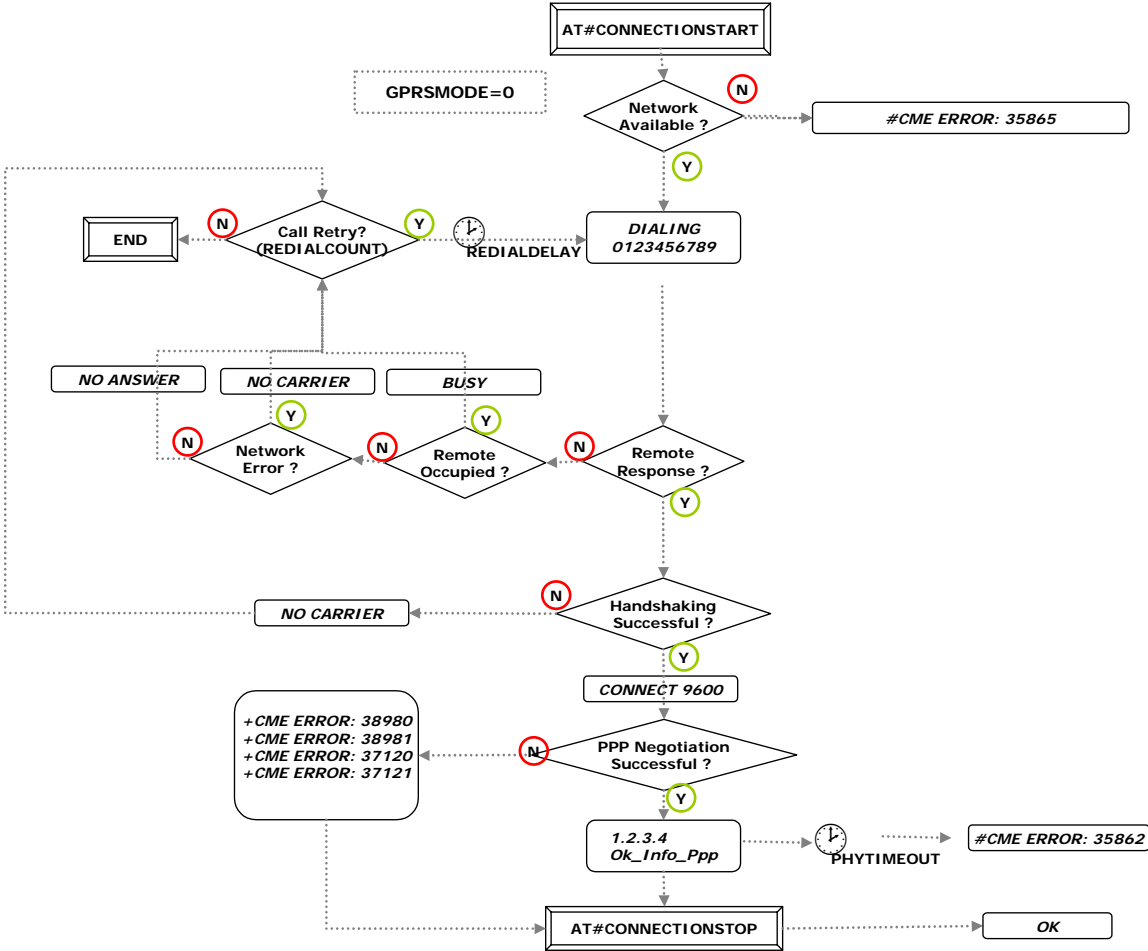 AT#CONNECTIONSTART
GPRSMODE=0
N
Network
Available ?
#CME ERROR: 35865
Y
N
Call Retry?
(REDIALCOUNT)
Y
END
REDIALDELAY
DIALING
0123456789
NO ANSWER
NO CARRIER
BUSY
Y
Y
N
Network
Error ?
N
Remote
Occupied ?
N
Remote
Response ?
Y
N
Handshaking
Successful ?
NO CARRIER
Y
CONNECT 9600
+CME ERROR: 38980
+CME ERROR: 38981
+CME ERROR: 37120
+CME ERROR: 37121
N
PPP Negotiation
Successful ?
Y
1.2.3.4
Ok_Info_Ppp
PHYTIMEOUT
#CME ERROR: 35862
AT#CONNECTIONSTOP
OK